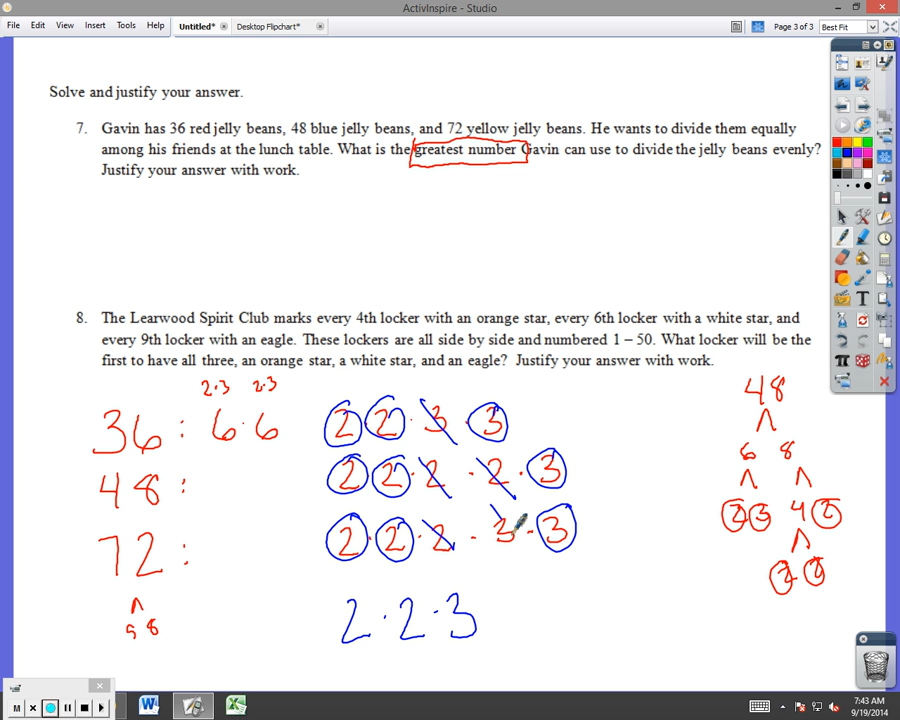 ActivInspire - Studio
File Edit View Insert Tools Help Untitled* Desktop Flipchart* Page 3 of 3 Best Fit
Solve and justify your answer.
7. Gavin has 36 red jelly beans, 48 blue jelly beans, and 72 yellow jelly beans. He wants to divide them equally
among his friends at the lunch table. What is the greatest number Gavin can use to divide the jelly beans evenly?
Justify your answer with work.
8. The Learwood Spirit Club marks every 4th locker with an orange star, every 6th locker with a white star, and
every 9th locker with an eagle. These lockers are all side by side and numbered 1 – 50. What locker will be the
first to have all three, an orange star, a white star, and an eagle? Justify your answer with work.
2·3 2·3
36: 6·6 2 · 2 · 3 · 3
48: 2 · 2 · 2 · 2 · 3
72: 2 · 2 · 2 · 3 · 3
9 8
2 · 2 · 3
48
6 8
2 3 4 2
2 2
M
7:43 AM
9/19/2014